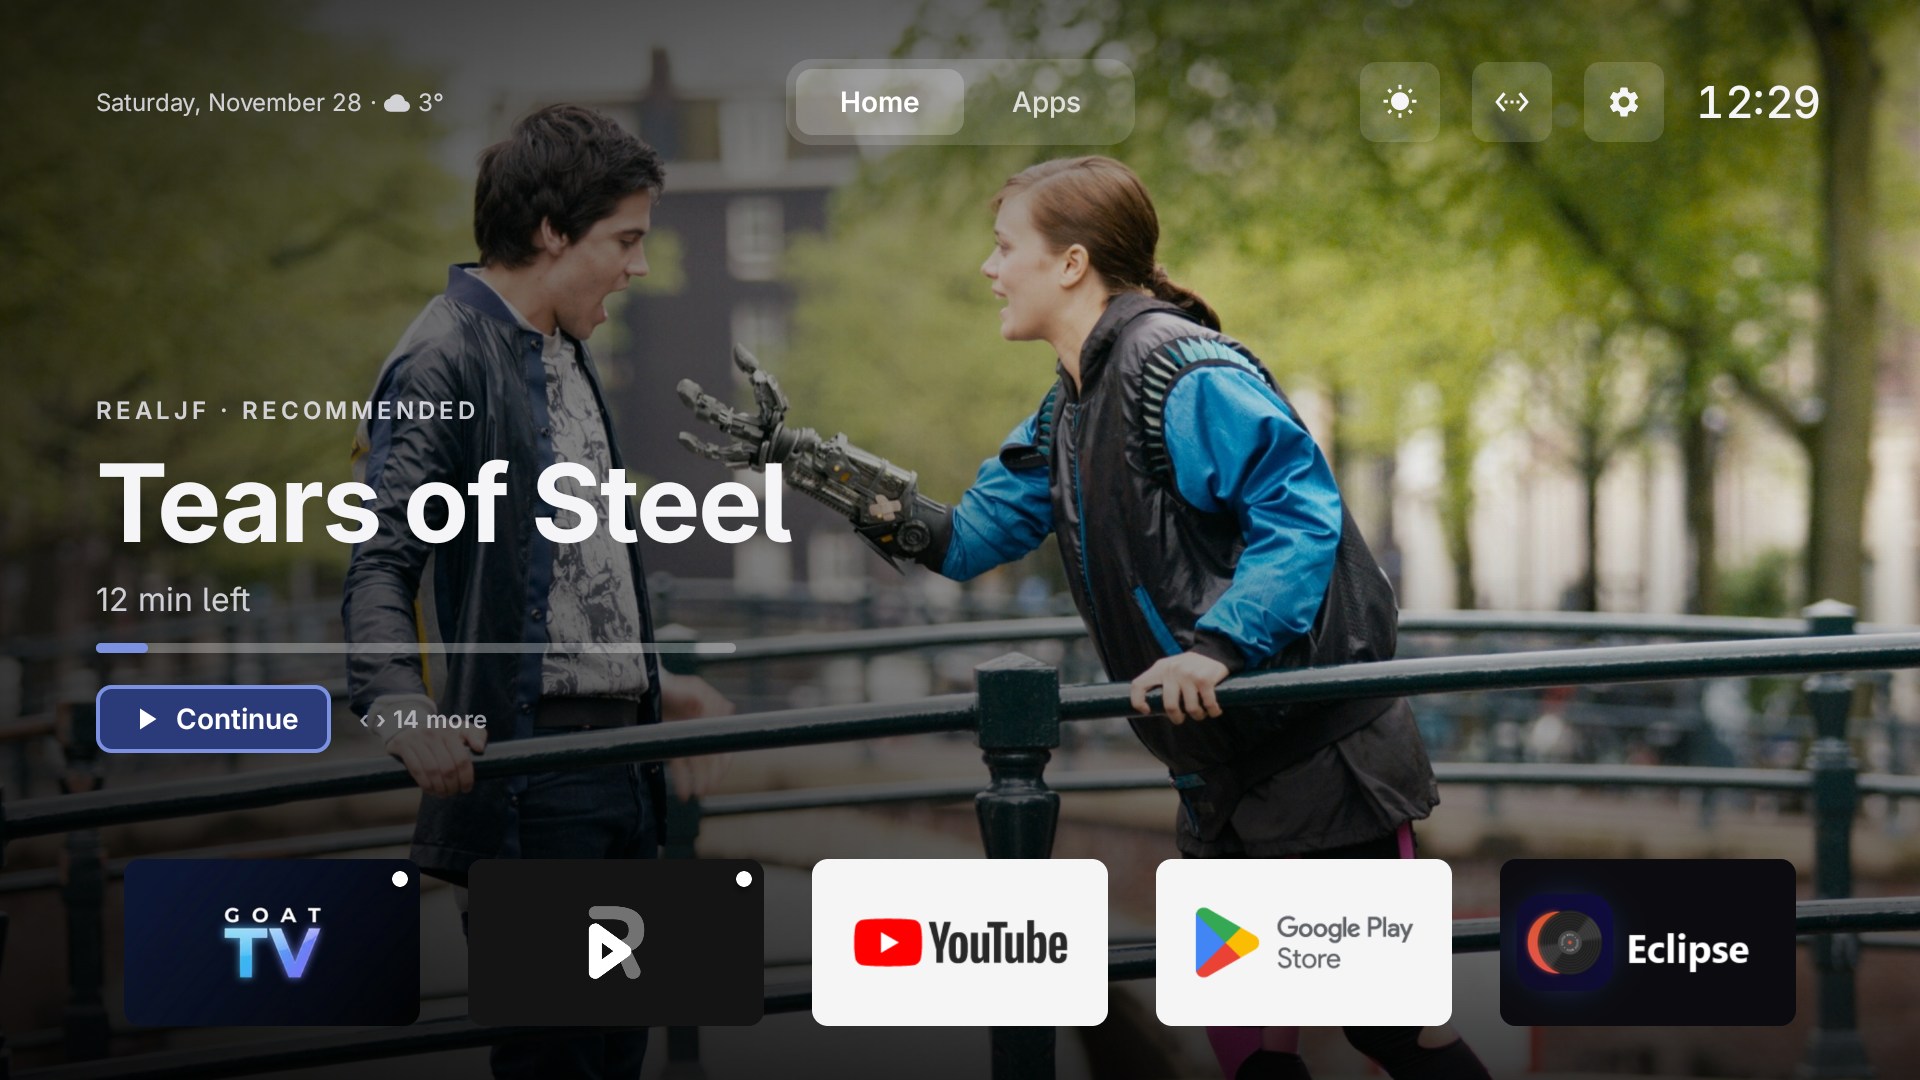 Saturday, November 28 · 3°
Home
Apps
12:29
REALJF · RECOMMENDED
Tears of Steel
12 min left
Continue
‹ › 14 more
GOAT
TV
R
YouTube
Google Play
Store
Eclipse